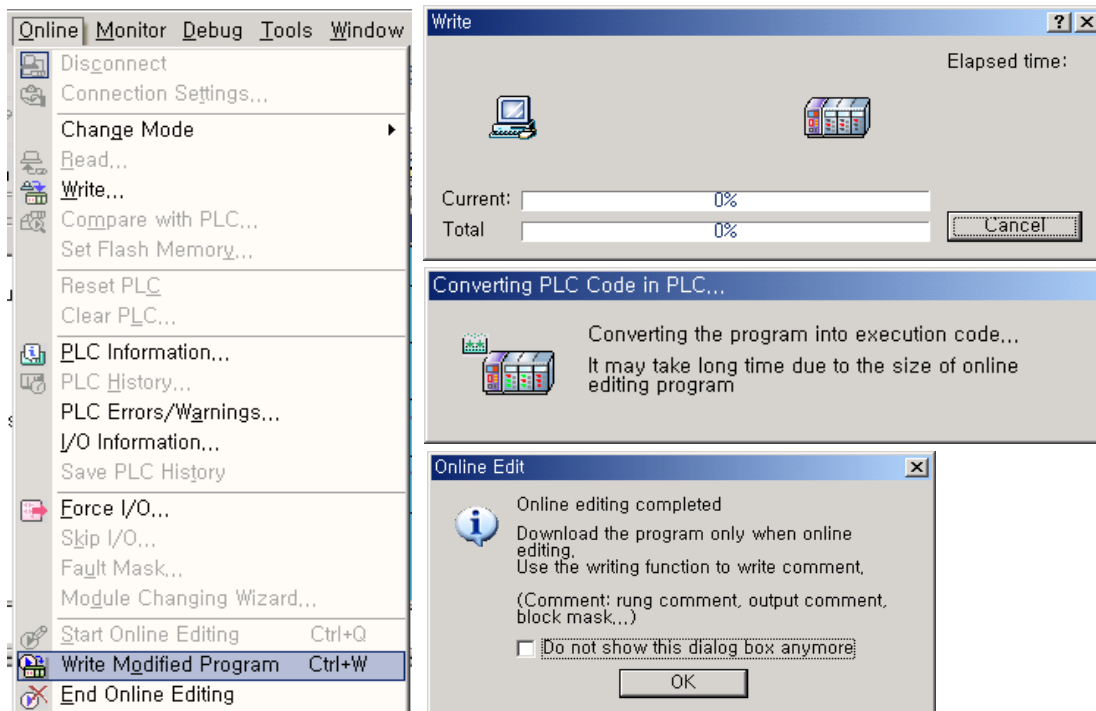 Online Monitor Debug Tools Window
Disconnect
Connection Settings...
Change Mode
Read...
Write...
Compare with PLC...
Set Flash Memory...
Reset PLC
Clear PLC...
PLC Information...
PLC History...
PLC Errors/Warnings...
I/O Information...
Save PLC History
Force I/O...
Skip I/O...
Fault Mask...
Module Changing Wizard...
Start Online Editing Ctrl+Q
Write Modified Program Ctrl+W
End Online Editing
Write
Elapsed time:
Current: 0%
Total 0%
Cancel
Converting PLC Code in PLC...
Converting the program into execution code...
It may take long time due to the size of online
editing program
Online Edit
Online editing completed
Download the program only when online
editing.
Use the writing function to write comment.
(Comment: rung comment, output comment,
block mask...)
Do not show this dialog box anymore
OK